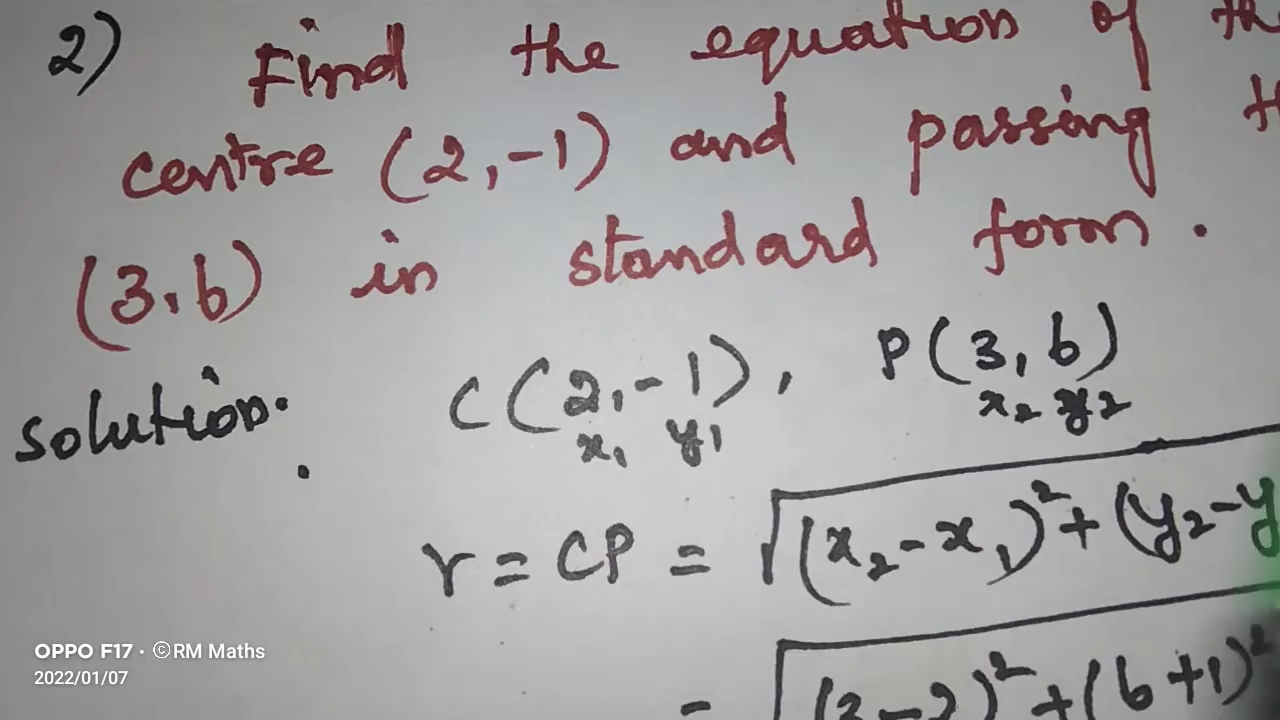 2) Find the equation of th
centre (2,-1) and passing th
(3,6) in standard form.
solution. C(2,-1), P(3,6)
x₁ y₁ x₂ y₂
r = CP = √(x₂-x₁)²+(y₂-y
= √(3-2)²+(6+1)²
OPPO F17 · ©RM Maths
2022/01/07